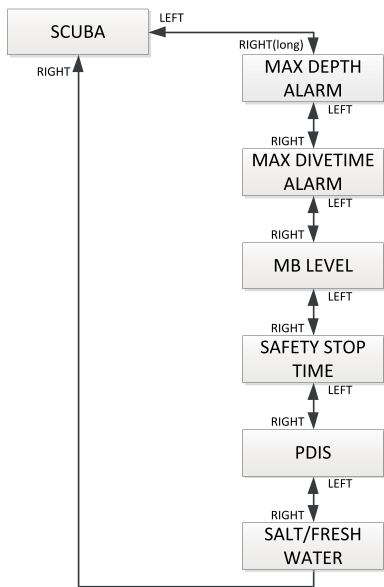 SCUBA
LEFT
RIGHT(long)
RIGHT
MAX DEPTH
ALARM
LEFT
RIGHT
MAX DIVETIME
ALARM
LEFT
RIGHT
MB LEVEL
LEFT
RIGHT
SAFETY STOP
TIME
LEFT
RIGHT
PDIS
LEFT
RIGHT
SALT/FRESH
WATER